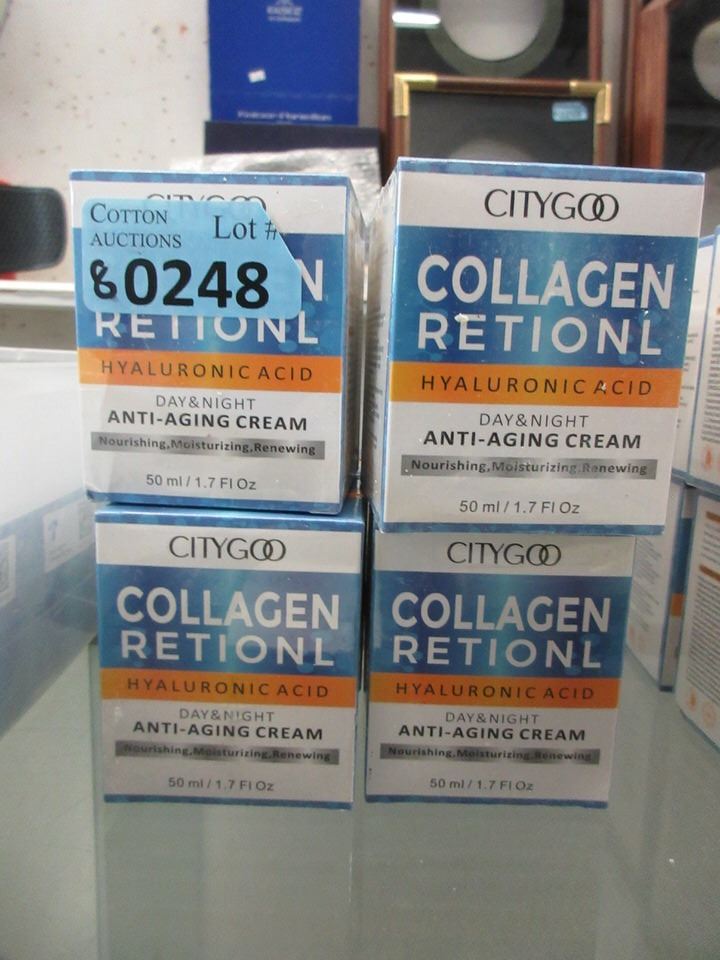 COTTON
AUCTIONS
Lot #
80248
N
RETIONL
HYALURONIC ACID
DAY&NIGHT
ANTI-AGING CREAM
Nourishing,Moisturizing,Renewing
50 ml / 1.7 Fl Oz
CITYGOO
COLLAGEN
RETIONL
HYALURONIC ACID
DAY&NIGHT
ANTI-AGING CREAM
Nourishing,Moisturizing,Renewing
50 ml / 1.7 Fl Oz
CITYGOO
COLLAGEN
RETIONL
HYALURONIC ACID
DAY&NIGHT
ANTI-AGING CREAM
Nourishing,Moisturizing,Renewing
50 ml / 1.7 Fl Oz
CITYGOO
COLLAGEN
RETIONL
HYALURONIC ACID
DAY&NIGHT
ANTI-AGING CREAM
Nourishing,Moisturizing,Renewing
50 ml / 1.7 Fl Oz